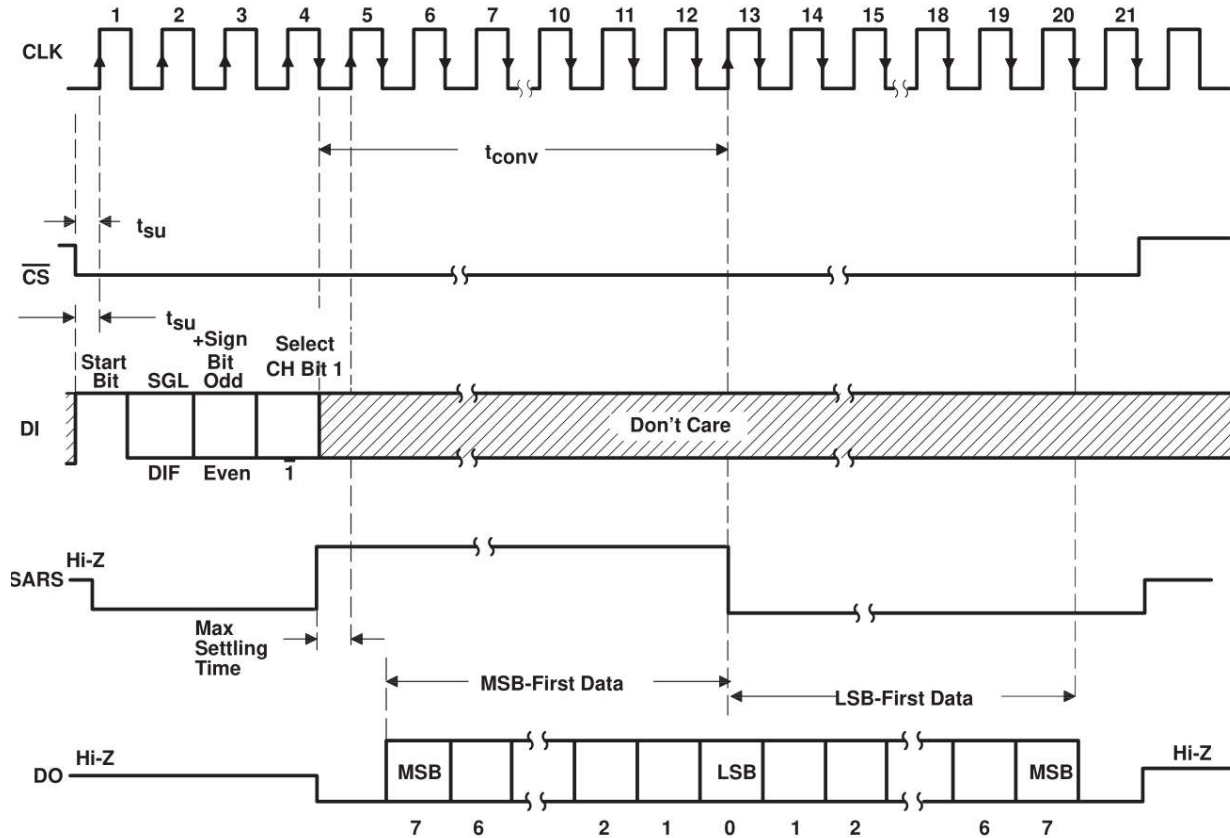 1 2 3 4 5 6 7 10 11 12 13 14 15 18 19 20 21
CLK
tconv
tsu
CS
tsu
+Sign
Bit
Odd
Start
Bit
SGL
Select
CH Bit 1
DI
Don't Care
DIF
Even
1
Hi-Z
SARS
Max
Settling
Time
MSB-First Data
LSB-First Data
Hi-Z
Hi-Z
DO
MSB
LSB
MSB
7 6 2 1 0 1 2 6 7